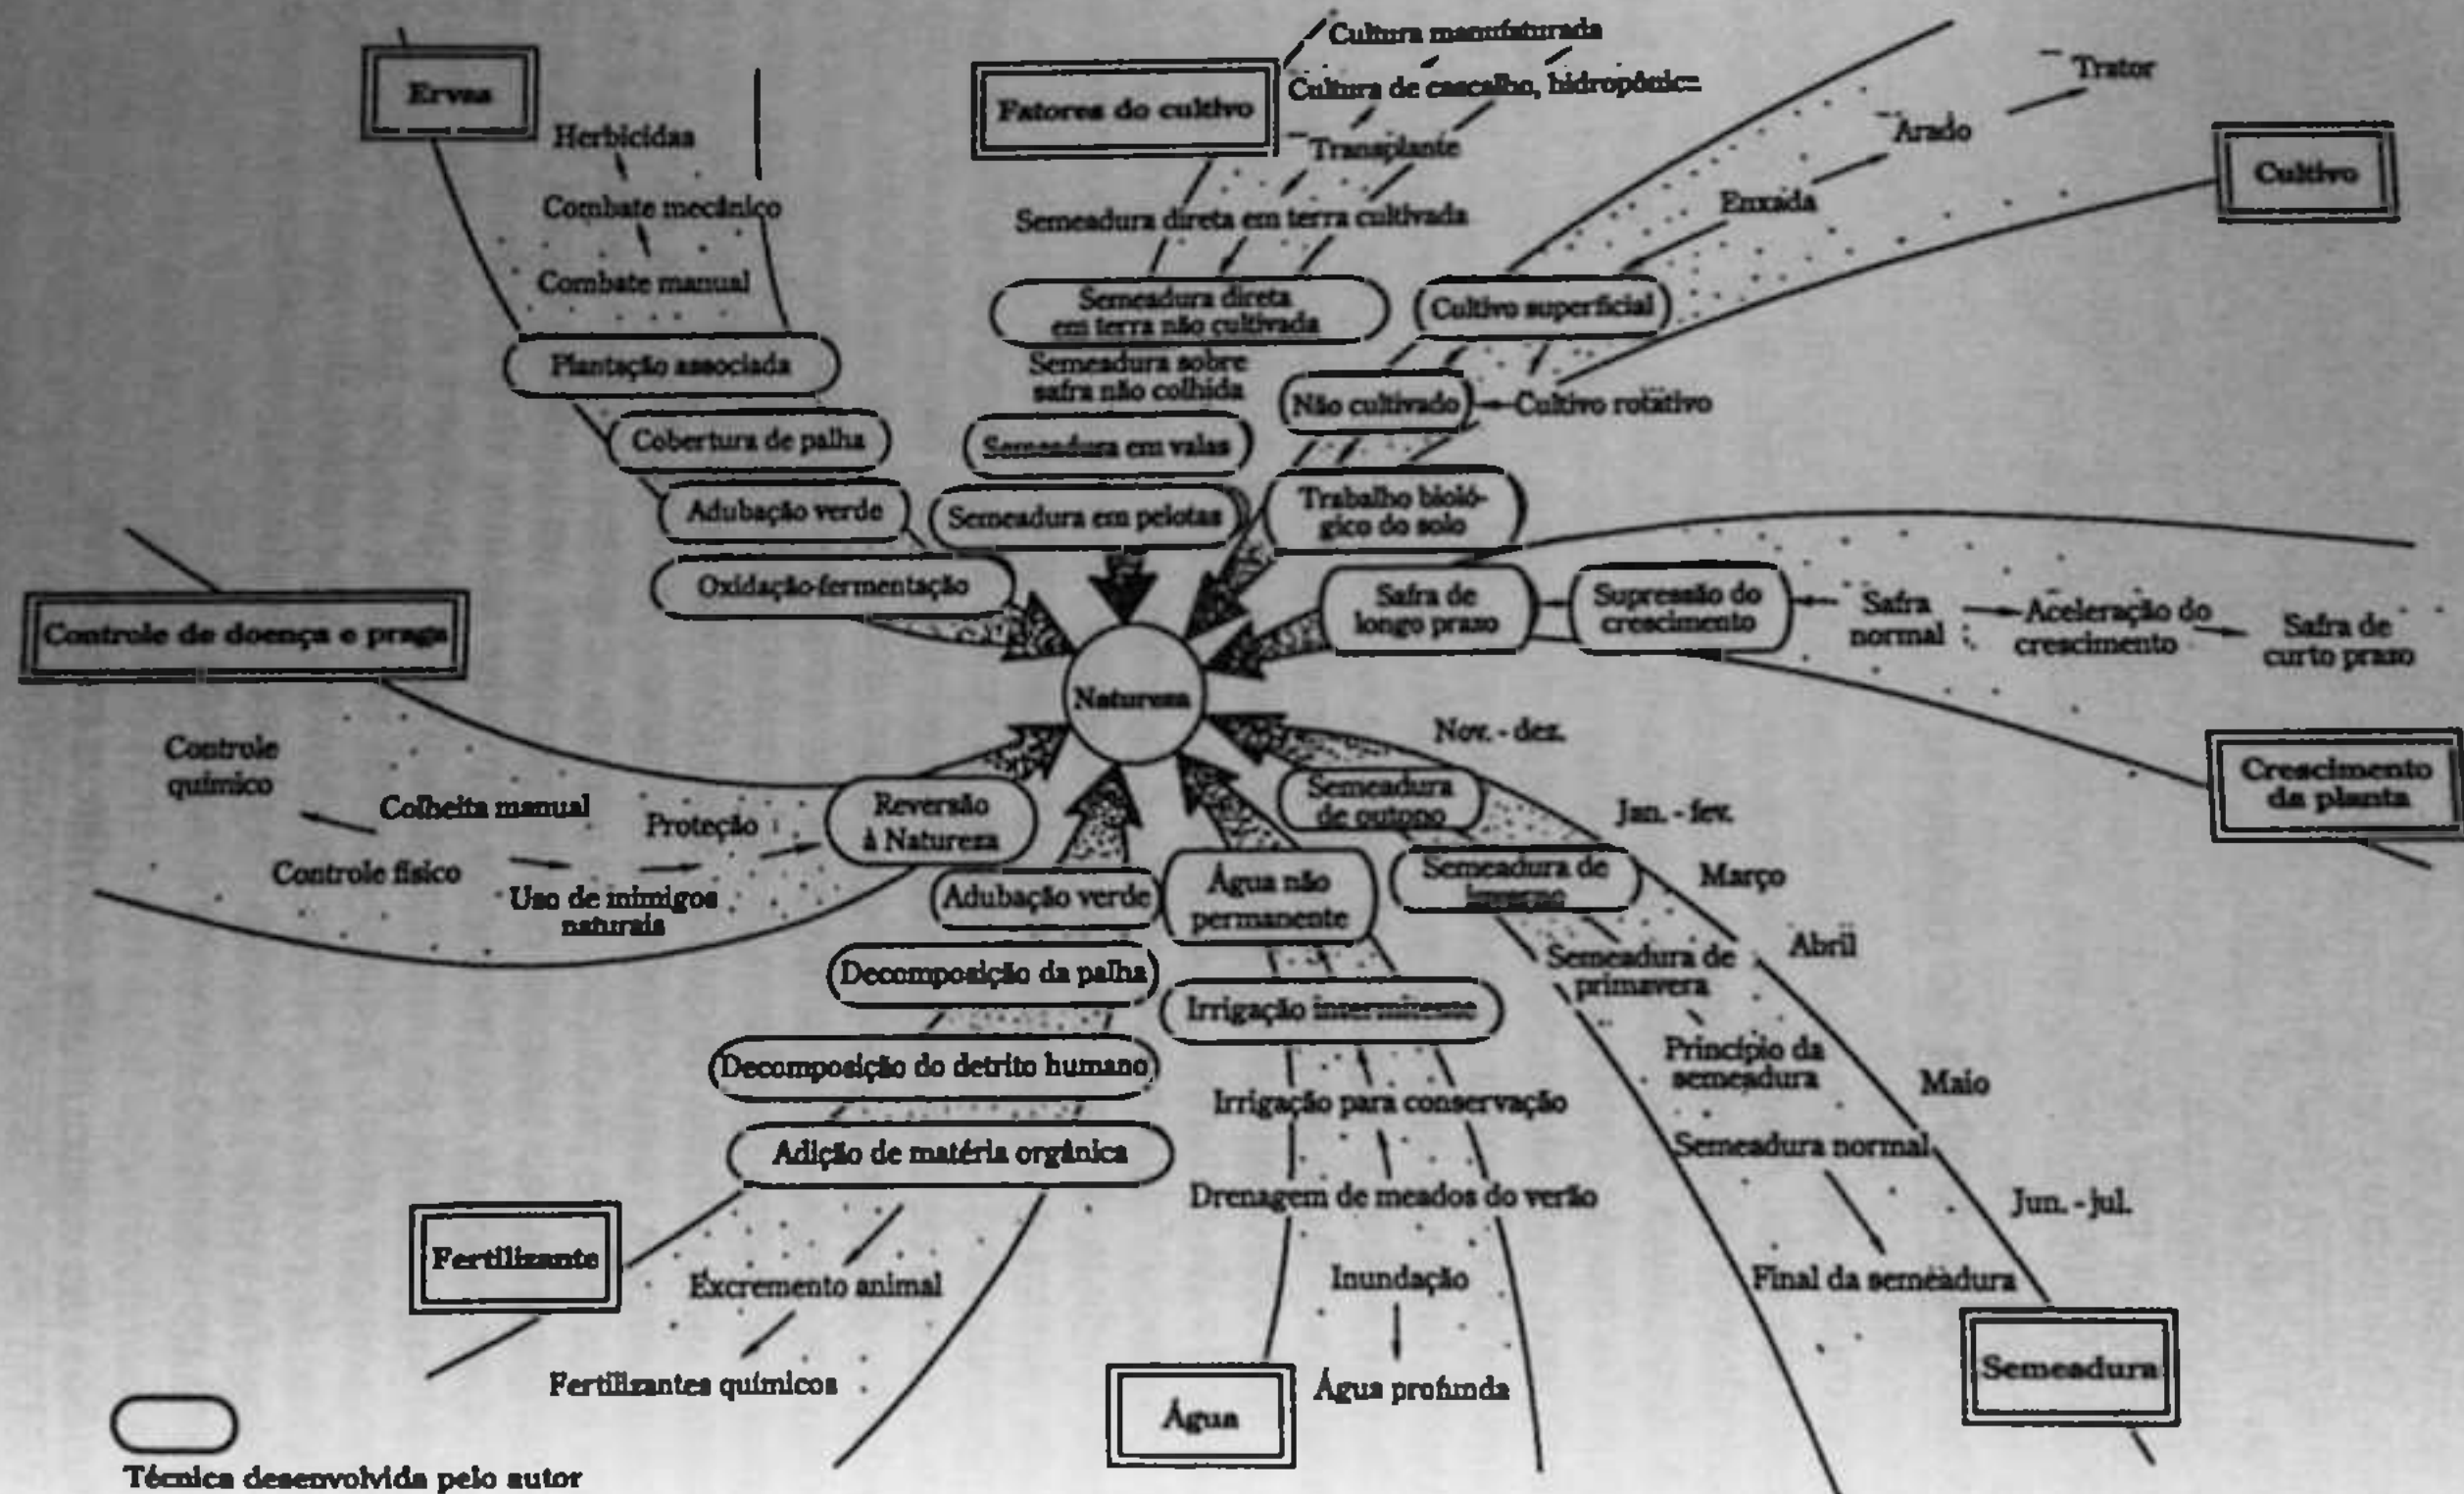 Ervas
Herbicidas
Combate mecânico
Combate manual
Plantação associada
Cobertura de palha
Adubação verde
Oxidação-fermentação
Fatores do cultivo
Cultura manufaturada
Cultura de cascalho, hidropônica
Transplante
Semeadura direta em terra cultivada
Semeadura direta
em terra não cultivada
Semeadura sobre
safra não colhida
Semeadura em valas
Semeadura em pelotas
Cultivo
Trator
Arado
Enxada
Cultivo superficial
Cultivo rotativo
Não cultivado
Trabalho bioló-
gico do solo
Safra de
longo prazo
Supressão do
crescimento
Safra
normal
Aceleração do
crescimento
Safra de
curto prazo
Crescimento
da planta
Natureza
Controle de doença e praga
Controle
químico
Colheita manual
Controle físico
Uso de inimigos
naturais
Proteção
Reversão
à Natureza
Adubação verde
Decomposição da palha
Decomposição do detrito humano
Adição de matéria orgânica
Fertilizante
Excremento animal
Fertilizantes químicos
Água não
permanente
Irrigação intermitente
Irrigação para conservação
Drenagem de meados do verão
Inundação
Água profunda
Água
Nov. - dez.
Semeadura
de outono
Jan. - fev.
Semeadura de
inverno
Março
Semeadura de
primavera
Abril
Princípio da
semeadura
Maio
Semeadura normal
Jun. - jul.
Final da semeadura
Semeadura
Técnica desenvolvida pelo autor